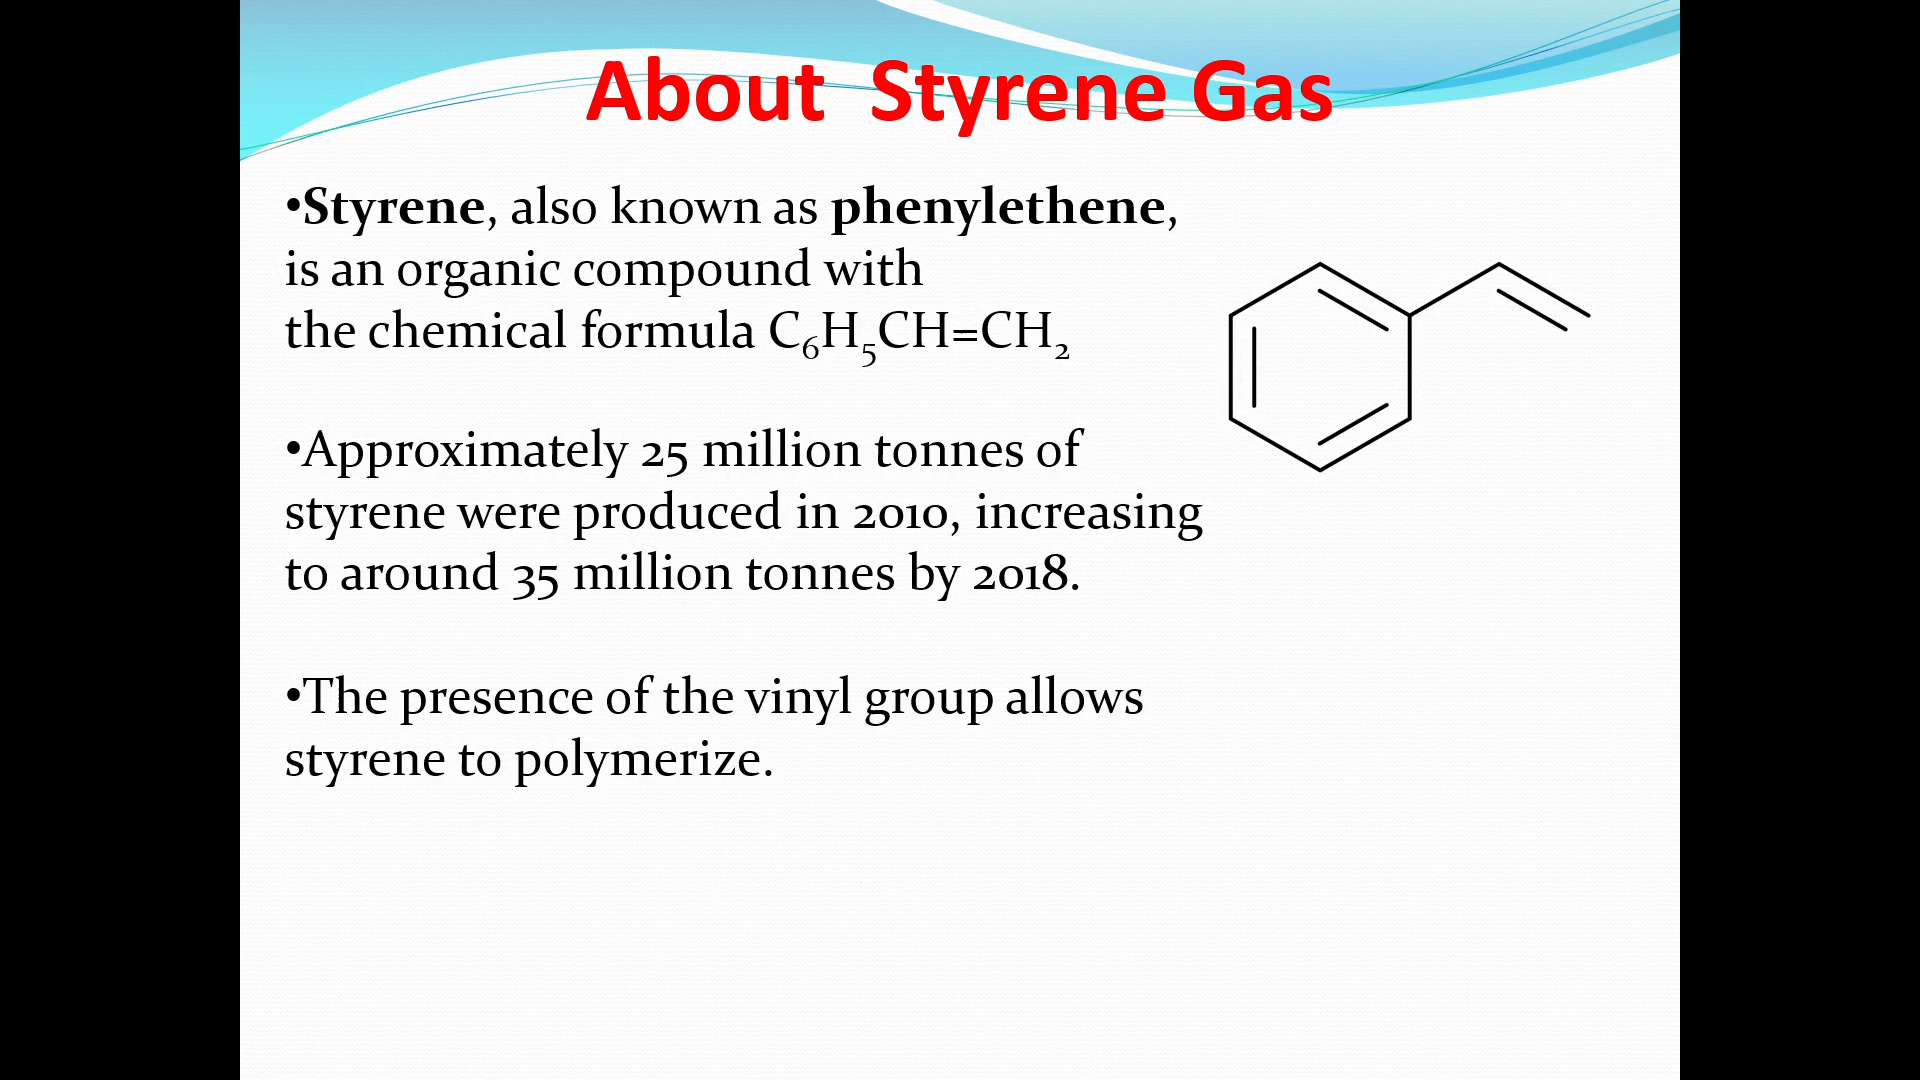 About  Styrene Gas
•Styrene, also known as phenylethene,
is an organic compound with
the chemical formula C₆H₅CH=CH₂
•Approximately 25 million tonnes of
styrene were produced in 2010, increasing
to around 35 million tonnes by 2018.
•The presence of the vinyl group allows
styrene to polymerize.